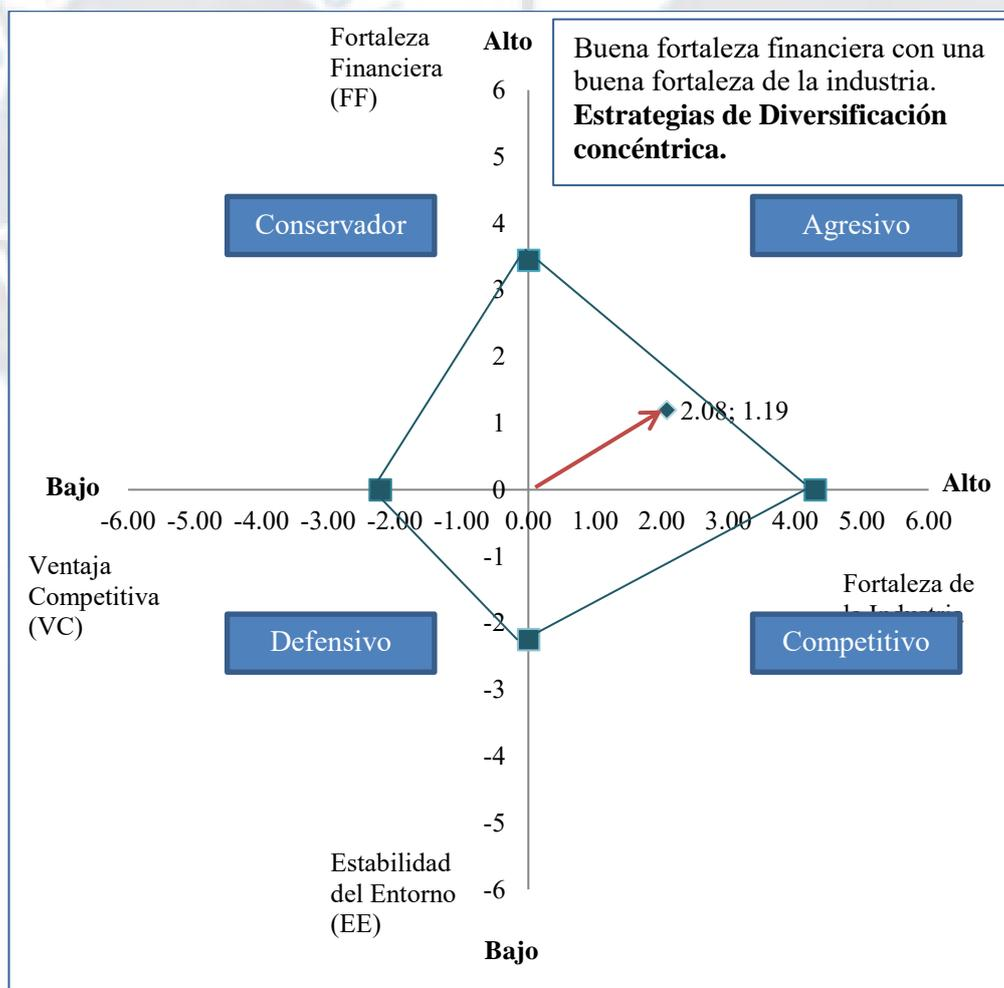 Fortaleza
Financiera
(FF)
Alto
Buena fortaleza financiera con una
buena fortaleza de la industria.
Estrategias de Diversificación
concéntrica.
6
5
4
3
2
1
0
-1
-2
-3
-4
-5
-6
Conservador
Agresivo
2.08; 1.19
Bajo
Alto
-6.00 -5.00 -4.00 -3.00 -2.00 -1.00 0.00 1.00 2.00 3.00 4.00 5.00 6.00
Ventaja
Competitiva
(VC)
Fortaleza de
la Industria
Defensivo
Competitivo
Estabilidad
del Entorno
(EE)
Bajo